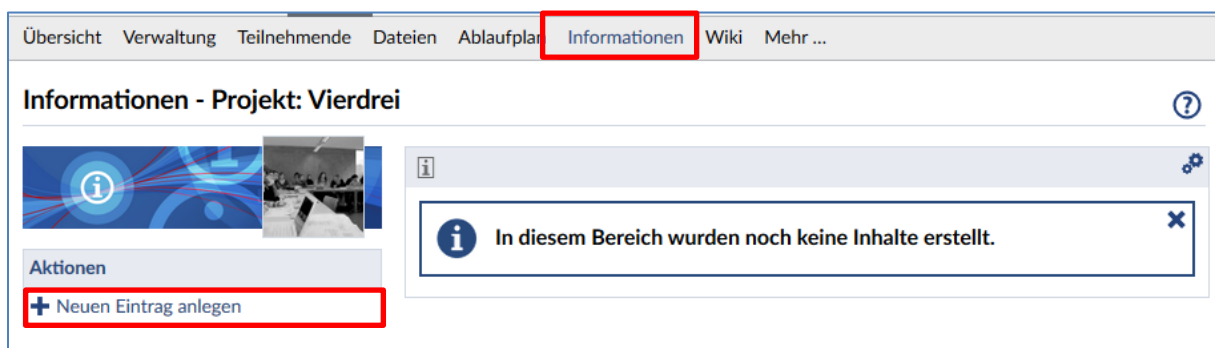 Übersicht Verwaltung Teilnehmende Dateien Ablaufplan Informationen Wiki Mehr ...
Informationen - Projekt: Vierdrei
In diesem Bereich wurden noch keine Inhalte erstellt.
Aktionen
Neuen Eintrag anlegen